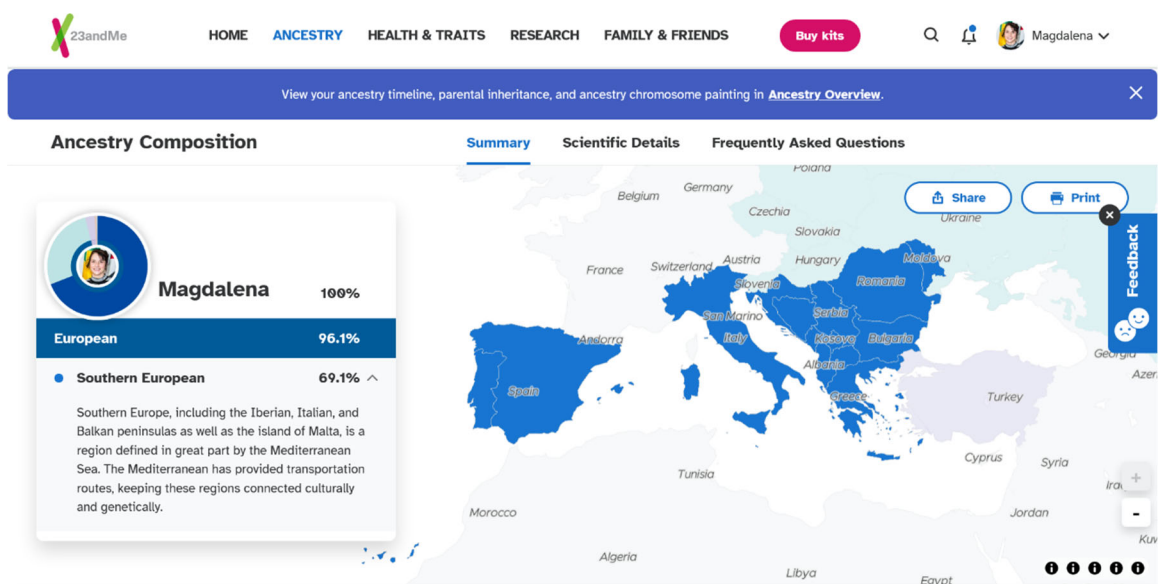 23andMe
HOME
ANCESTRY
HEALTH & TRAITS
RESEARCH
FAMILY & FRIENDS
Buy kits
Magdalena
View your ancestry timeline, parental inheritance, and ancestry chromosome painting in Ancestry Overview.
Ancestry Composition
Summary
Scientific Details
Frequently Asked Questions
Share
Print
Feedback
Magdalena
100%
European
96.1%
Southern European
69.1%
Southern Europe, including the Iberian, Italian, and
Balkan peninsulas as well as the island of Malta, is a
region defined in great part by the Mediterranean
Sea. The Mediterranean has provided transportation
routes, keeping these regions connected culturally
and genetically.
Poland
Belgium
Germany
Czechia
Ukraine
Slovakia
France
Switzerland
Austria
Hungary
Moldova
Slovenia
Romania
San Marino
Serbia
Andorra
Italy
Kosovo
Bulgaria
Georgia
Albania
Azer
Spain
Greece
Turkey
Cyprus
Syria
Tunisia
Ira
Morocco
Jordan
Kuw
Algeria
Libya
Egypt
+
-